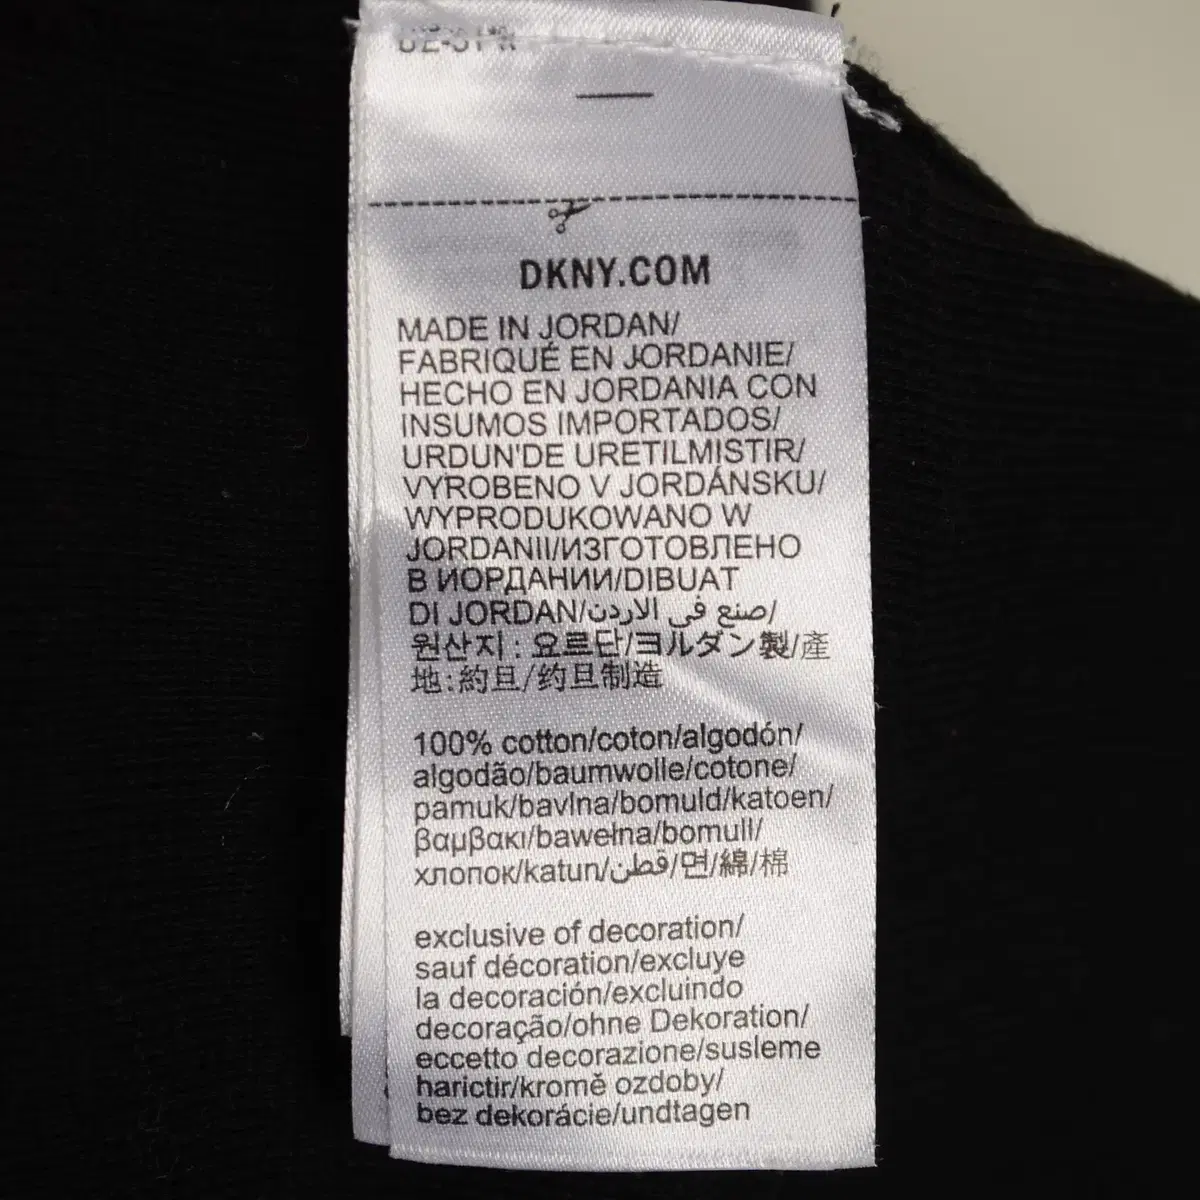 DKNY.COM
MADE IN JORDAN/
FABRIQUÉ EN JORDANIE/
HECHO EN JORDANIA CON
INSUMOS IMPORTADOS/
URDUN'DE URETILMISTIR/
VYROBENO V JORDÁNSKU/
WYPRODUKOWANO W
JORDANII/ИЗГОТОВЛЕНО
В ИОРДАНИИ/DIBUAT
DI JORDAN/صنع في الاردن/
원산지 : 요르단/ヨルダン製/產
地:約旦/约旦制造
100% cotton/coton/algodón/
algodão/baumwolle/cotone/
pamuk/bavlna/bomuld/katoen/
βαμβακι/bawełna/bomull/
хлопок/katun/قطن/면/綿/棉
exclusive of decoration/
sauf décoration/excluye
la decoración/excluindo
decoração/ohne Dekoration/
eccetto decorazione/susleme
harictir/kromě ozdoby/
bez dekorácie/undtagen